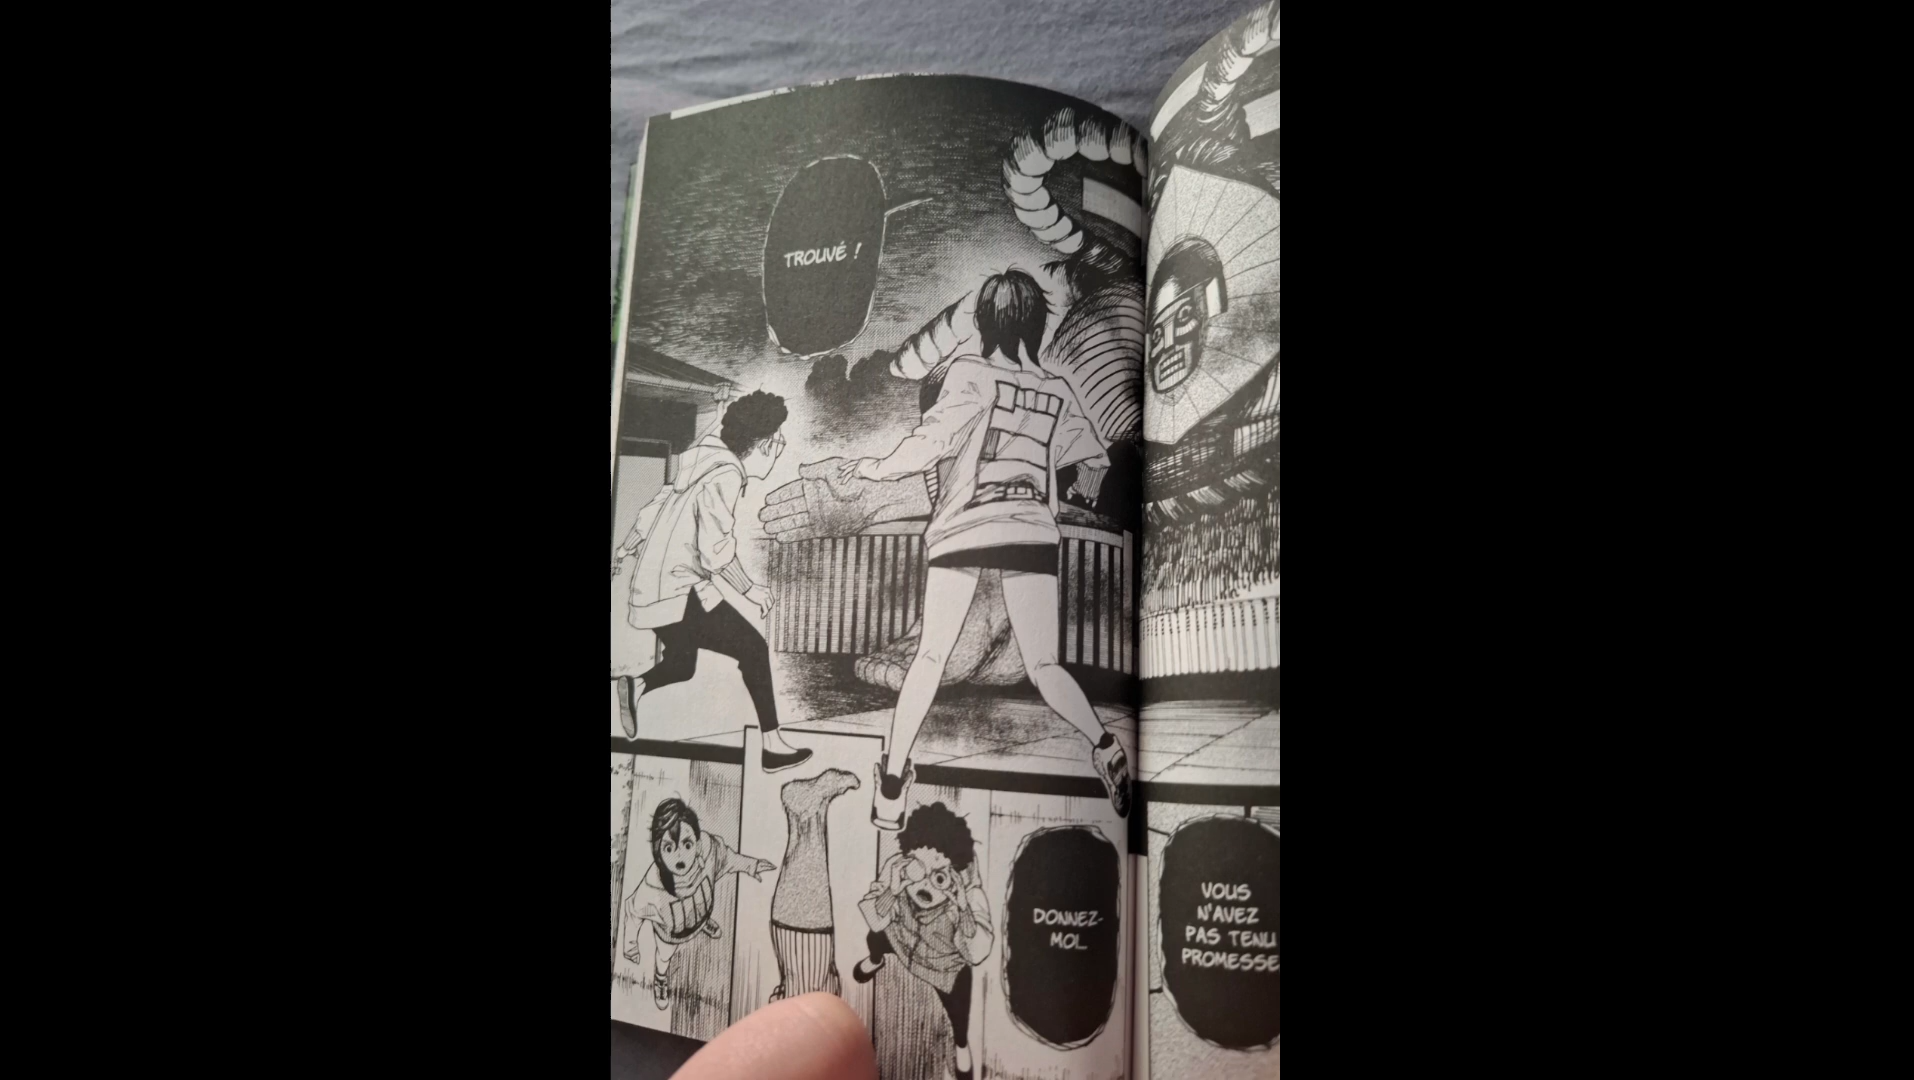 TROUVÉ !
DONNEZ-
MOI.
VOUS
N'AVEZ
PAS TENU
PROMESSE